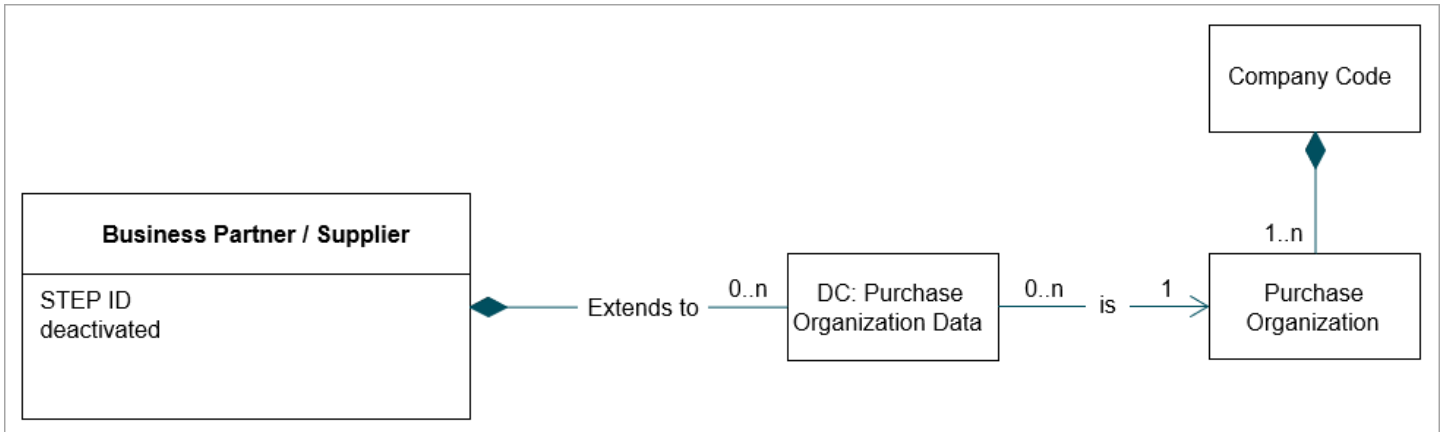 Company Code
1..n
Business Partner / Supplier
STEP ID
deactivated
Extends to
0..n
DC: Purchase
Organization Data
0..n
is
1
Purchase
Organization